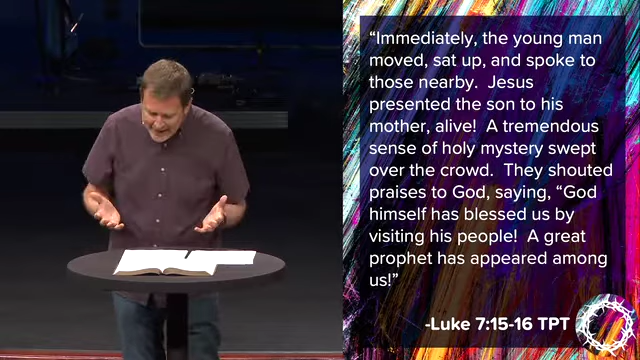 “Immediately, the young man
moved, sat up, and spoke to
those nearby.  Jesus
presented the son to his
mother, alive!  A tremendous
sense of holy mystery swept
over the crowd.  They shouted
praises to God, saying, “God
himself has blessed us by
visiting his people!  A great
prophet has appeared among
us!”
-Luke 7:15-16 TPT